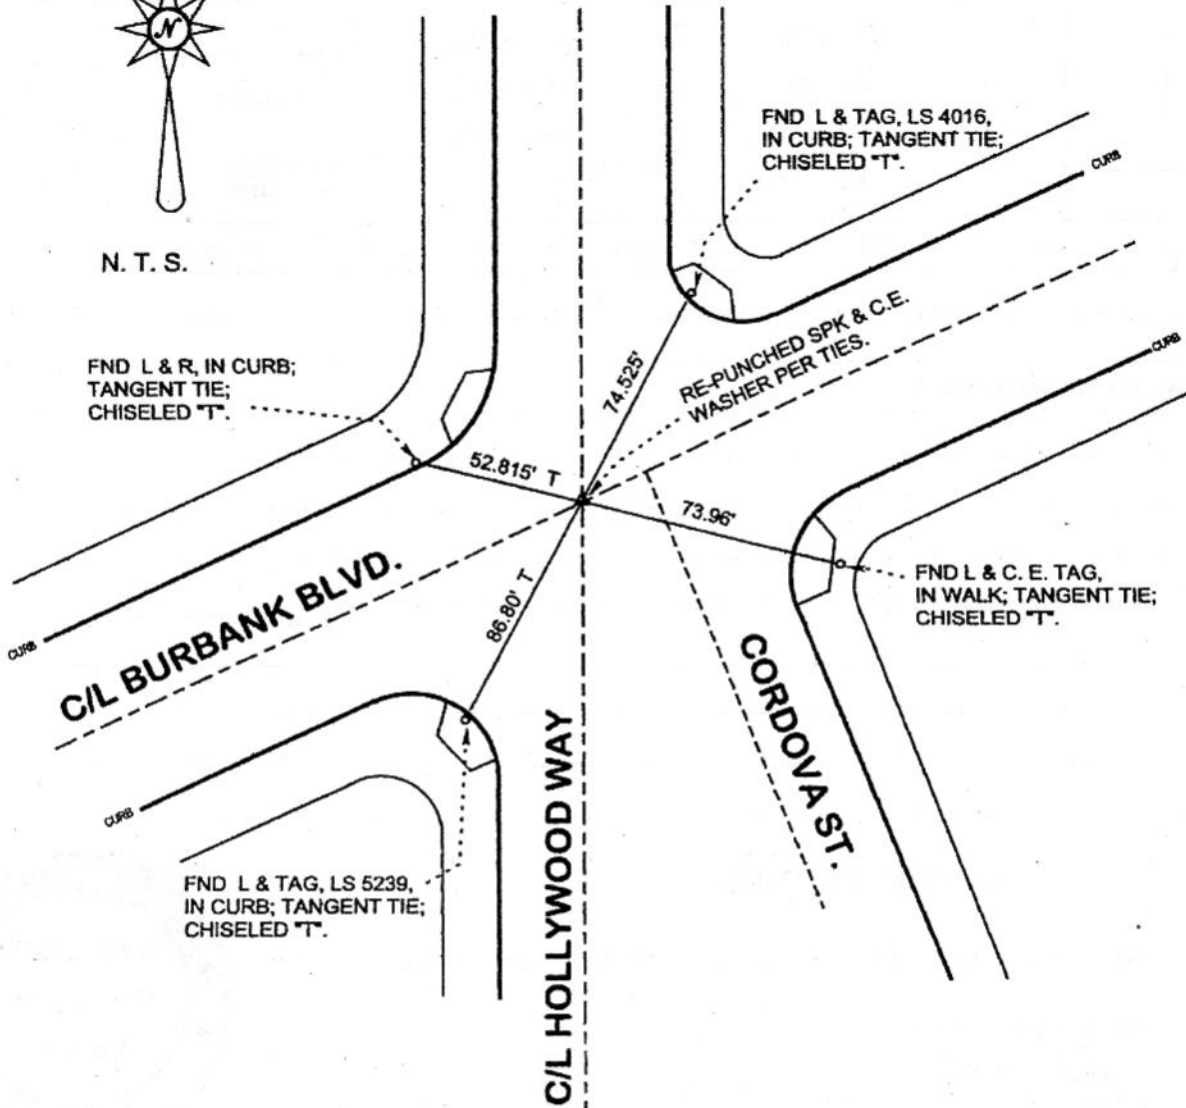 N
N. T. S.
FND L & TAG, LS 4016,
IN CURB; TANGENT TIE;
CHISELED "T".
CURB
RE-PUNCHED SPK & C.E.
WASHER PER TIES.
74.525'
CURB
FND L & R, IN CURB;
TANGENT TIE;
CHISELED "T".
52.815' T
73.96'
FND L & C. E. TAG,
IN WALK; TANGENT TIE;
CHISELED "T".
86.80' T
CURB
C/L BURBANK BLVD.
CORDOVA ST.
C/L HOLLYWOOD WAY
CURB
FND L & TAG, LS 5239,
IN CURB; TANGENT TIE;
CHISELED "T".